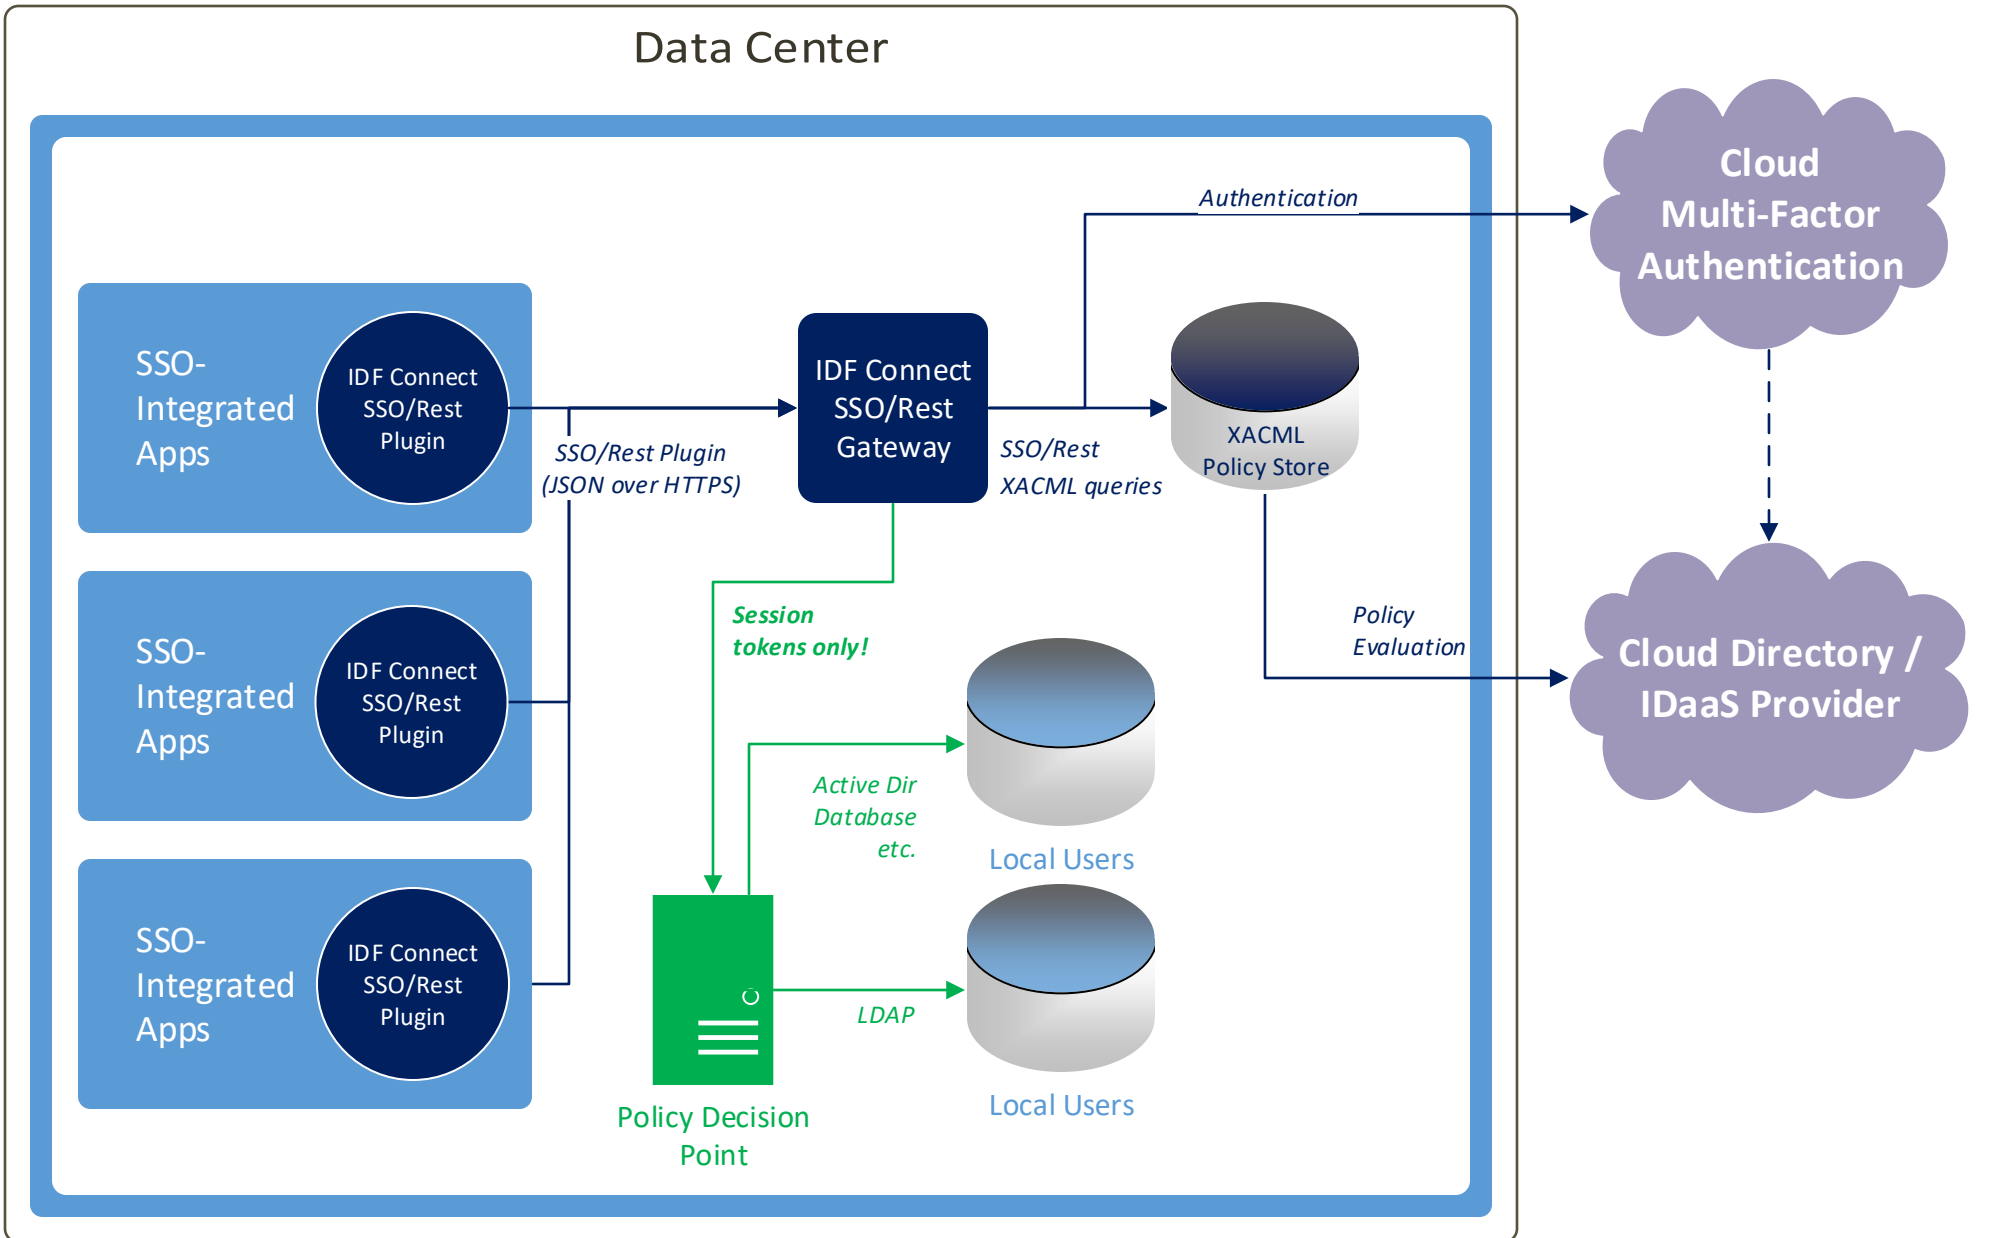 Data Center
Authentication
Cloud
Multi-Factor
Authentication
SSO-
Integrated
Apps
IDF Connect
SSO/Rest
Plugin
SSO/Rest Plugin
(JSON over HTTPS)
IDF Connect
SSO/Rest
Gateway
SSO/Rest
XACML queries
XACML
Policy Store
Session
tokens only!
Policy
Evaluation
Cloud Directory /
IDaaS Provider
SSO-
Integrated
Apps
IDF Connect
SSO/Rest
Plugin
Active Dir
Database
etc.
Local Users
SSO-
Integrated
Apps
IDF Connect
SSO/Rest
Plugin
LDAP
Local Users
Policy Decision
Point